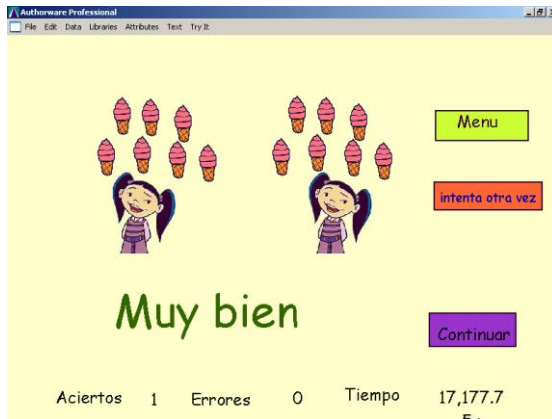 Authorware Professional
File Edit Data Libraries Attributes Text Try It
Menu
intenta otra vez
Muy bien
Continuar
Aciertos 1 Errores 0 Tiempo 17,177.7